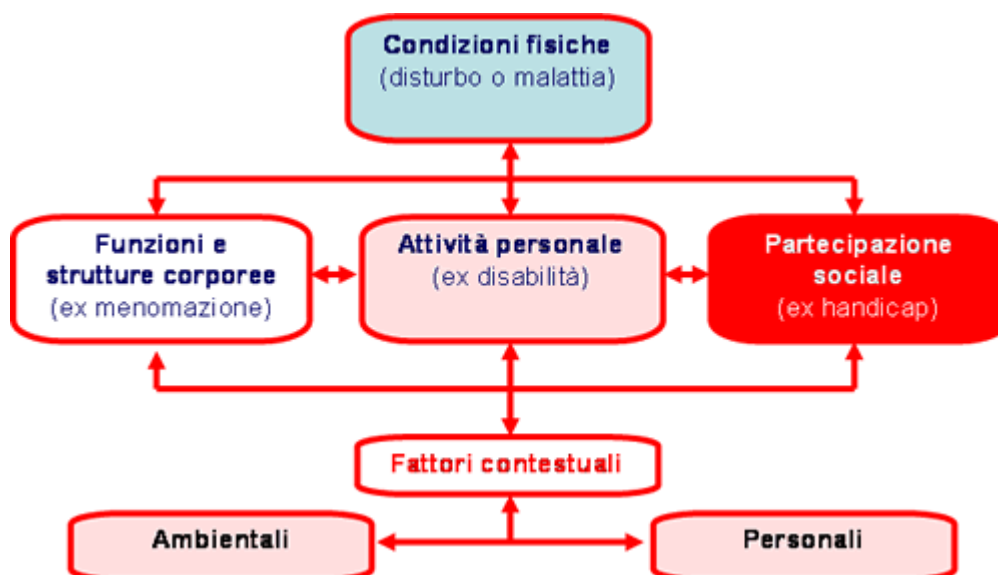 Condizioni fisiche
(disturbo o malattia)
Funzioni e
strutture corporee
(ex menomazione)
Attività personale
(ex disabilità)
Partecipazione
sociale
(ex handicap)
Fattori contestuali
Ambientali
Personali